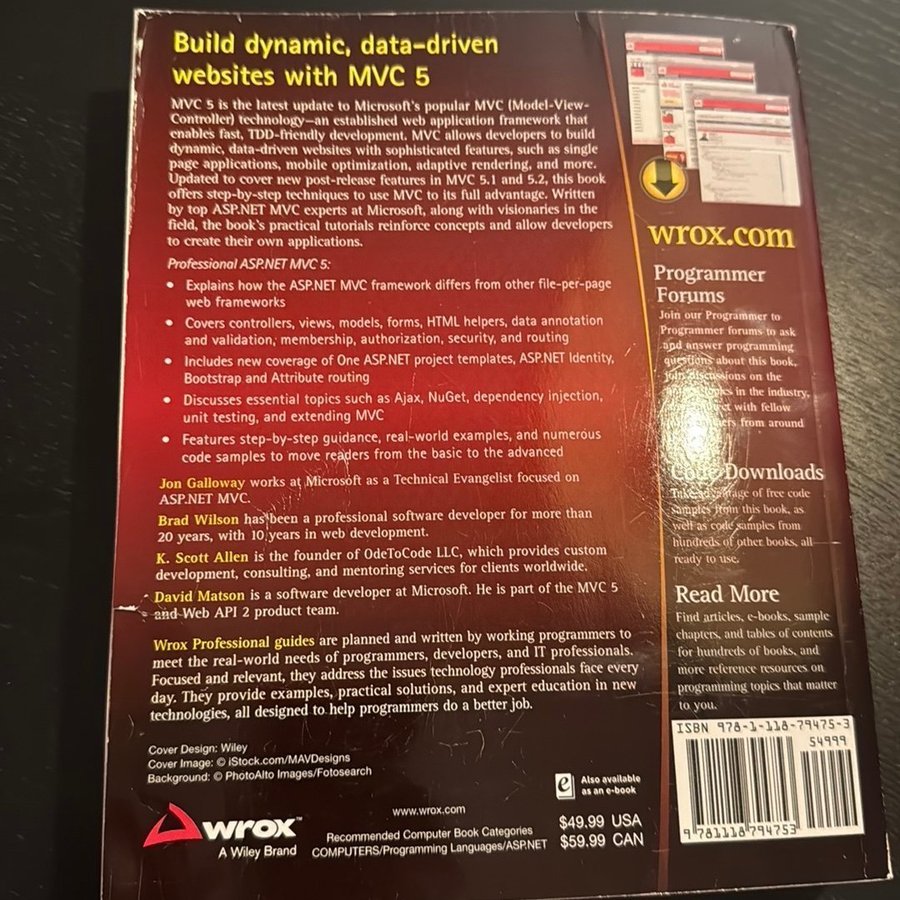 Build dynamic, data-driven
websites with MVC 5
MVC 5 is the latest update to Microsoft's popular MVC (Model-View-
Controller) technology—an established web application framework that
enables fast, TDD-friendly development. MVC allows developers to build
dynamic, data-driven websites with sophisticated features, such as single
page applications, mobile optimization, adaptive rendering, and more.
Updated to cover new post-release features in MVC 5.1 and 5.2, this book
offers step-by-step techniques to use MVC to its full advantage. Written
by top ASP.NET MVC experts at Microsoft, along with visionaries in the
field, the book's practical tutorials reinforce concepts and allow developers
to create their own applications.
Professional ASP.NET MVC 5:
• Explains how the ASP.NET MVC framework differs from other file-per-page
web frameworks
• Covers controllers, views, models, forms, HTML helpers, data annotation
and validation, membership, authorization, security, and routing
• Includes new coverage of One ASP.NET project templates, ASP.NET Identity,
Bootstrap and Attribute routing
• Discusses essential topics such as Ajax, NuGet, dependency injection,
unit testing, and extending MVC
• Features step-by-step guidance, real-world examples, and numerous
code samples to move readers from the basic to the advanced
Jon Galloway works at Microsoft as a Technical Evangelist focused on
ASP.NET MVC.
Brad Wilson has been a professional software developer for more than
20 years, with 10 years in web development.
K. Scott Allen is the founder of OdeToCode LLC, which provides custom
development, consulting, and mentoring services for clients worldwide.
David Matson is a software developer at Microsoft. He is part of the MVC 5
and Web API 2 product team.
Wrox Professional guides are planned and written by working programmers to
meet the real-world needs of programmers, developers, and IT professionals.
Focused and relevant, they address the issues technology professionals face every
day. They provide examples, practical solutions, and expert education in new
technologies, all designed to help programmers do a better job.
Cover Design: Wiley
Cover Image: © iStock.com/MAVDesigns
Background: © PhotoAlto Images/Fotosearch
wrox™
A Wiley Brand
www.wrox.com
Recommended Computer Book Categories
COMPUTERS/Programming Languages/ASP.NET
e
Also available
as an e-book
$49.99 USA
$59.99 CAN
wrox.com
Programmer
Forums
Join our Programmer to
Programmer forums to ask
and answer programming
questions about this book,
join discussions on the
in the industry,
with fellow
from around
Code Downloads
Take advantage of free code
samples from this book, as
well as code samples from
hundreds of other books, all
ready to use.
Read More
Find articles, e-books, sample
chapters, and tables of contents
for hundreds of books, and
more reference resources on
programming topics that matter
to you.
ISBN 978-1-118-79475-3
54999
9 781118 794753